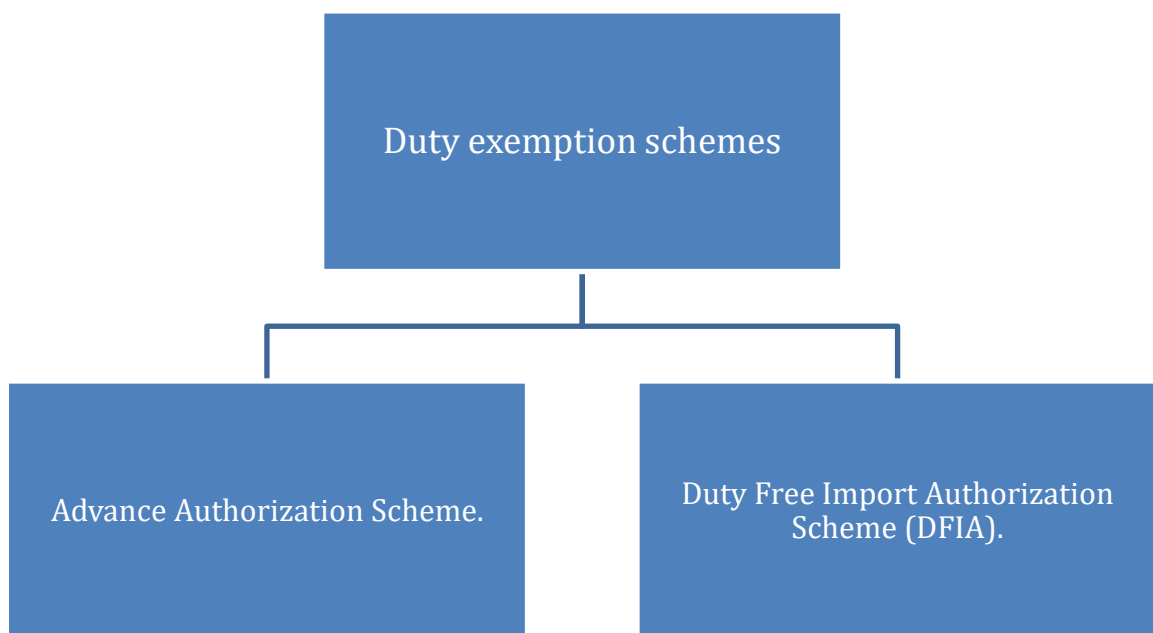 Duty exemption schemes
Advance Authorization Scheme.
Duty Free Import Authorization
Scheme (DFIA).